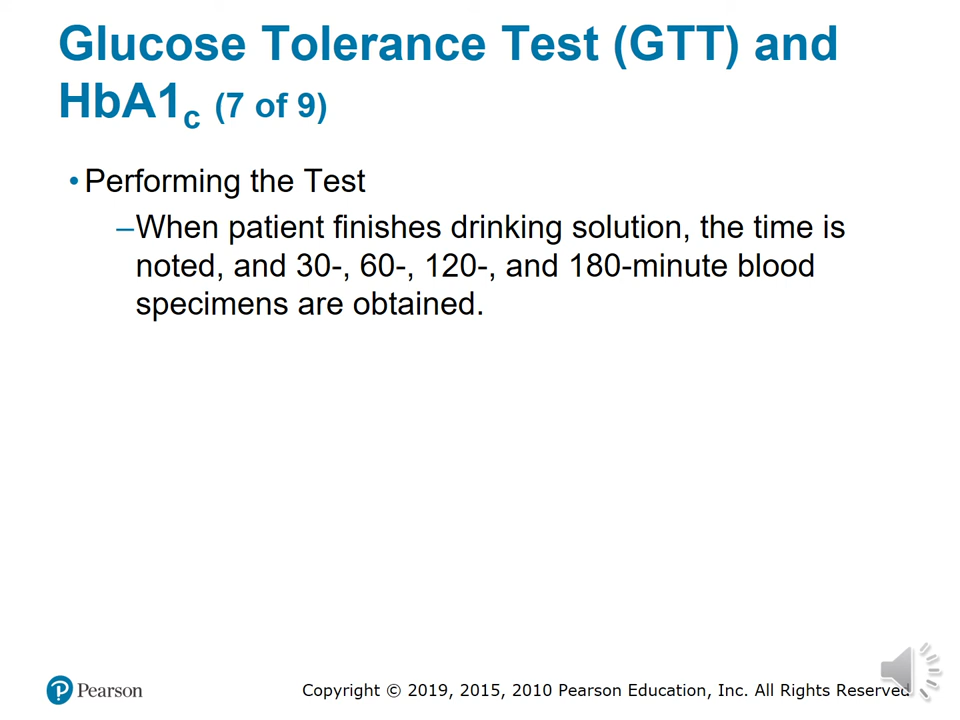 Glucose Tolerance Test (GTT) and
HbA1c (7 of 9)
• Performing the Test
–When patient finishes drinking solution, the time is
noted, and 30-, 60-, 120-, and 180-minute blood
specimens are obtained.
Pearson
Copyright © 2019, 2015, 2010 Pearson Education, Inc. All Rights Reserved